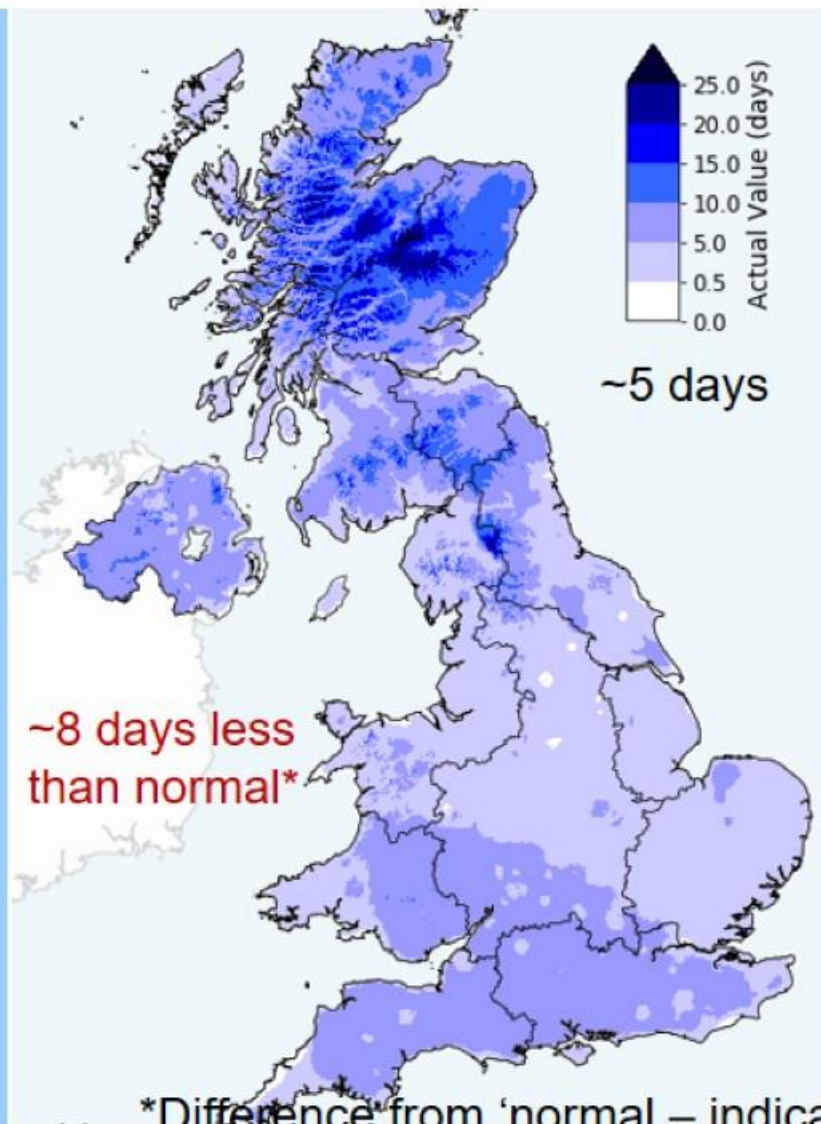 25.0
20.0
15.0
10.0
5.0
0.5
0.0
Actual Value (days)
~5 days
~8 days less
than normal*
*Difference from ‘normal – indica